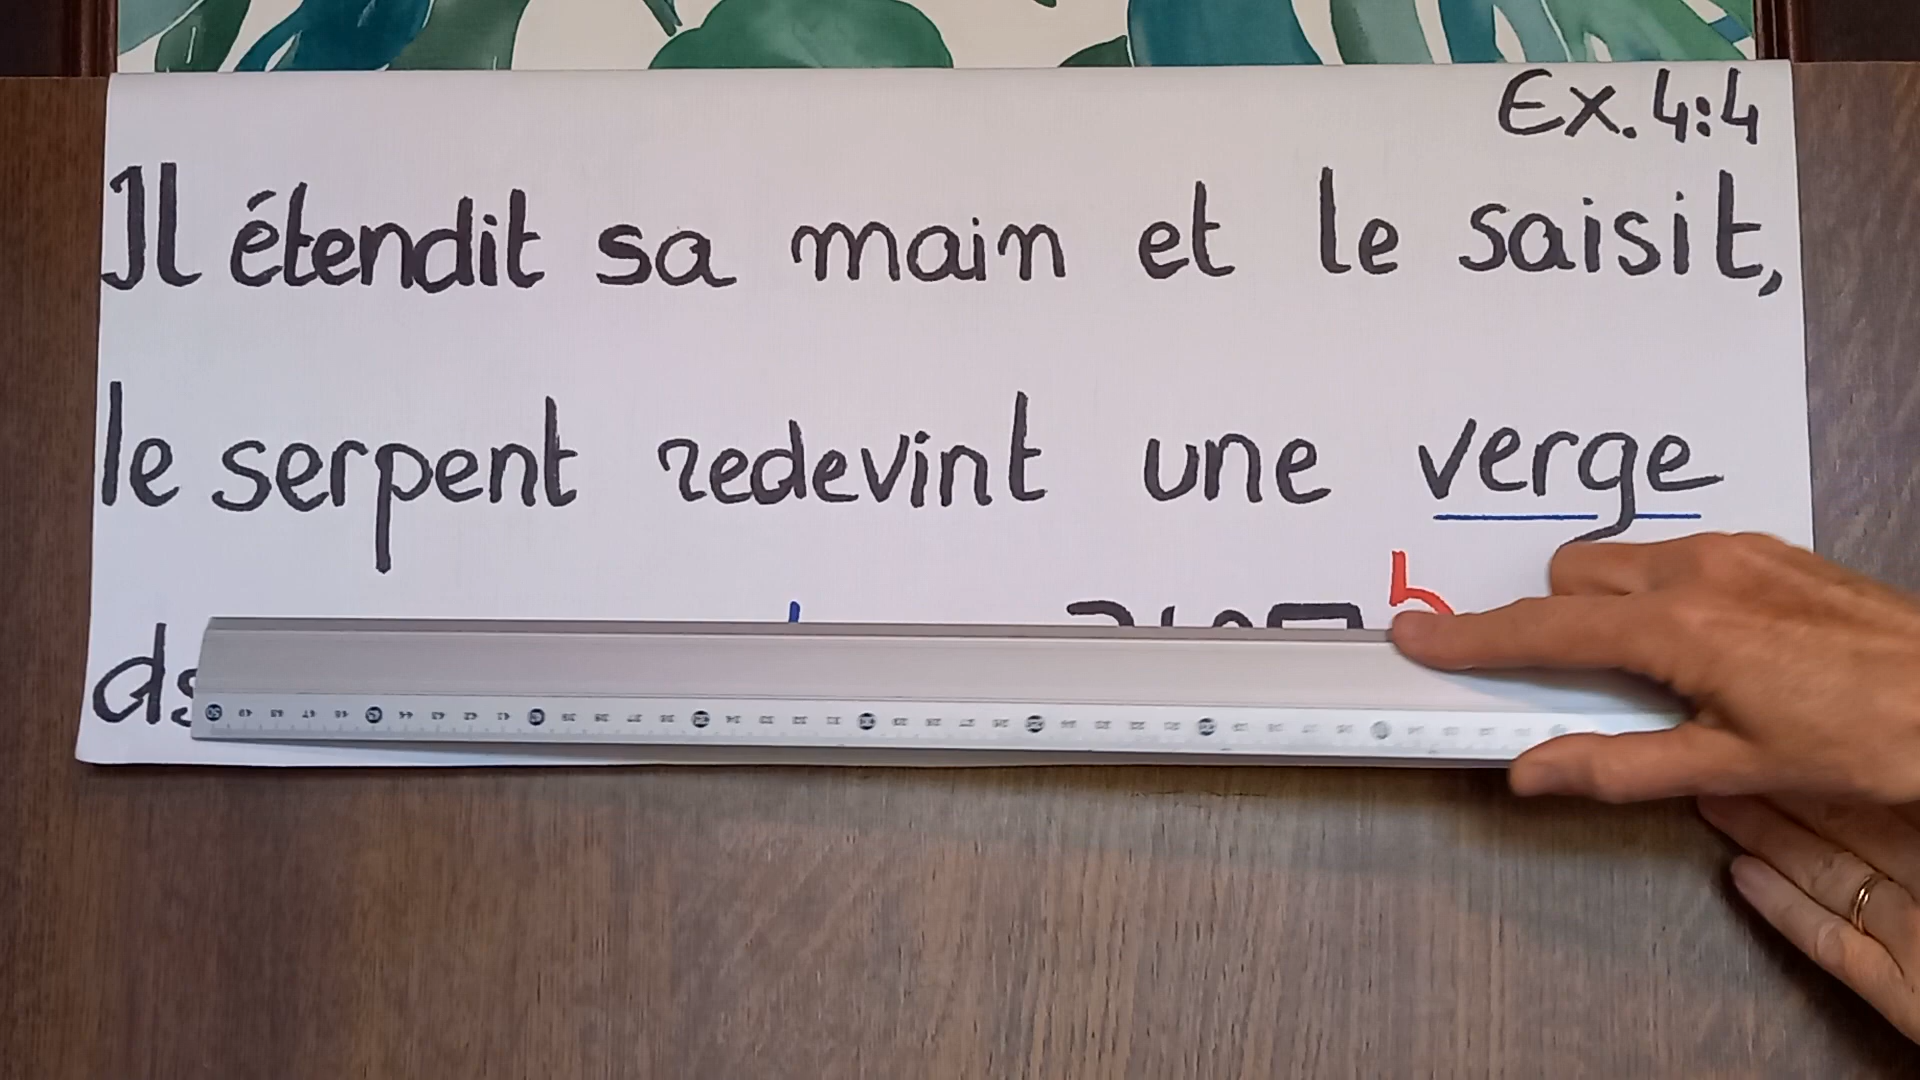 Ex. 4:4
Il étendit sa main et le saisit,
le serpent redevint une verge